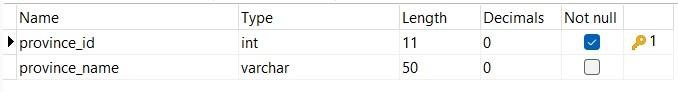 Name Type Length Decimals Not null
province_id int 11 0 1
province_name varchar 50 0